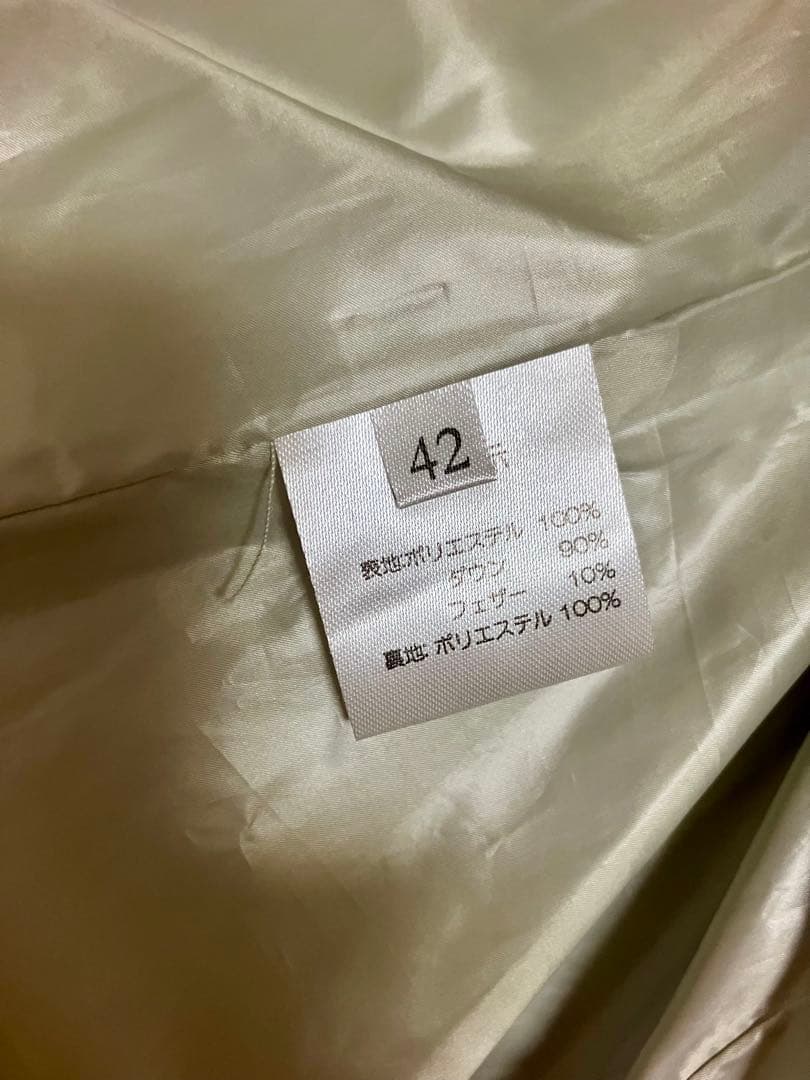 42
表地:ポリエステル 100%
ダウン 90%
フェザー 10%
裏地: ポリエステル 100%